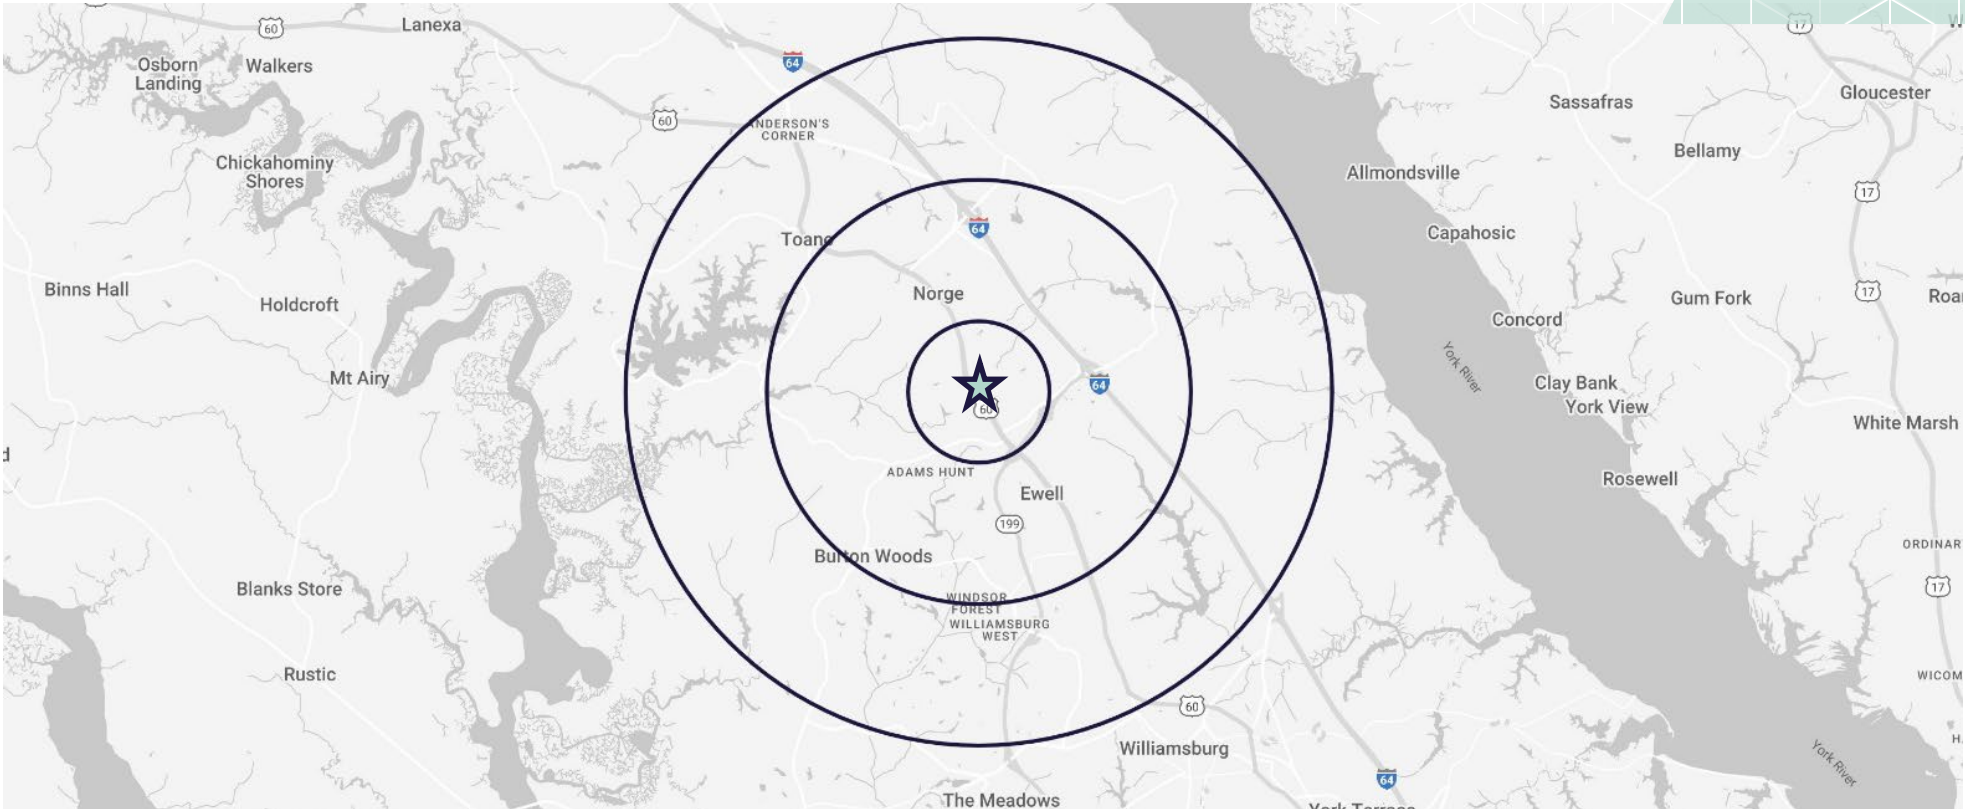 Lanexa
60
Osborn
Landing
Walkers
64
17
Gloucester
Sassafras
60
ANDERSON'S
CORNER
Bellamy
Chickahominy
Shores
Allmondsville
17
64
Toano
Capahosic
Binns Hall
Holdcroft
Norge
Gum Fork
17
Concord
York River
Mt Airy
64
Clay Bank
York View
60
White Marsh
ADAMS HUNT
Rosewell
Ewell
199
ORDINAR
Burton Woods
Blanks Store
17
WINDSOR
FOREST
WILLIAMSBURG
WEST
Rustic
WICOM
60
Williamsburg
York River
64
The Meadows